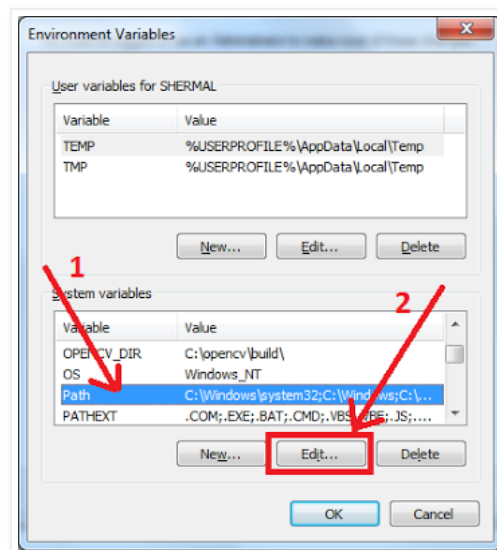 Environment Variables
User variables for SHERMAL
Variable Value
TEMP %USERPROFILE%\AppData\Local\Temp
TMP %USERPROFILE%\AppData\Local\Temp
New... Edit... Delete
1
System variables
2
Variable Value
OPENCV_DIR C:\opencv\build\
OS Windows_NT
Path C:\Windows\system32;C:\Windows;C:\...
PATHEXT .COM;.EXE;.BAT;.CMD;.VBS;.VBE;.JS;....
New... Edit... Delete
OK Cancel